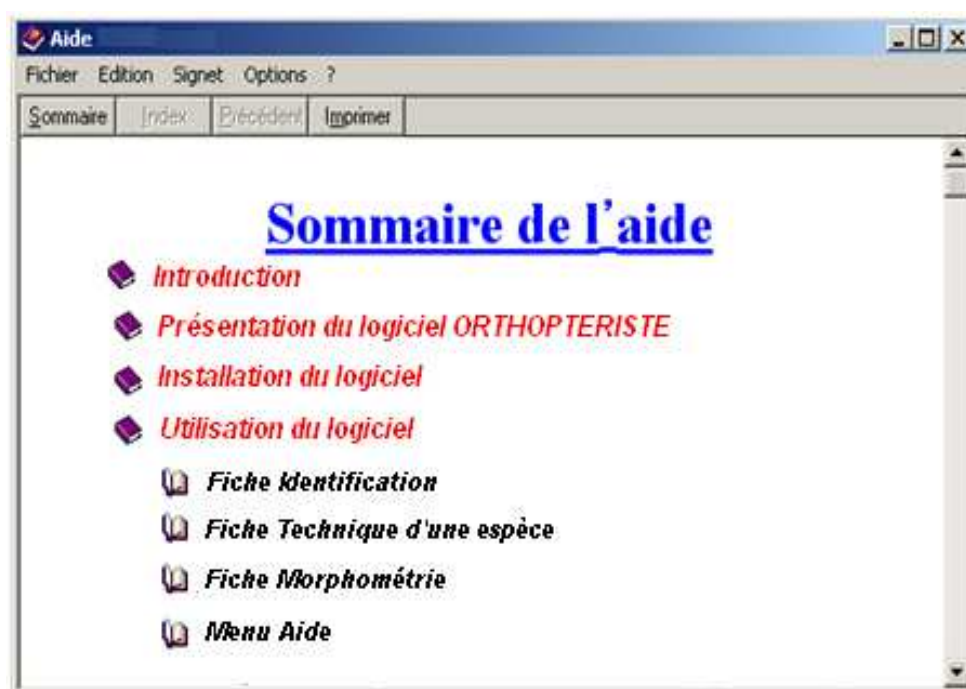 Aide
Fichier Edition Signet Options ?
Sommaire Index Précédent Imprimer
Sommaire de l'aide
Introduction
Présentation du logiciel ORTHOPTERISTE
Installation du logiciel
Utilisation du logiciel
Fiche Identification
Fiche Technique d'une espèce
Fiche Morphométrie
Menu Aide